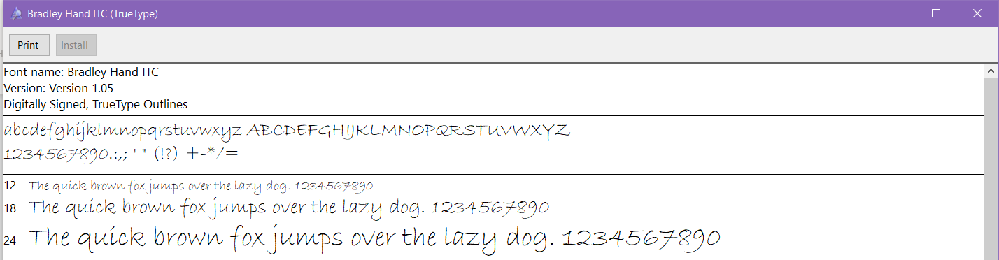 Bradley Hand ITC (TrueType)
Print Install
Font name: Bradley Hand ITC
Version: Version 1.05
Digitally Signed, TrueType Outlines
abcdefghijklmnopqrstuvwxyz ABCDEFGHIJKLMNOPQRSTUVWXYZ
1234567890.:,; ' " (!?) +-*/=
12 The quick brown fox jumps over the lazy dog. 1234567890
18 The quick brown fox jumps over the lazy dog. 1234567890
24 The quick brown fox jumps over the lazy dog. 1234567890